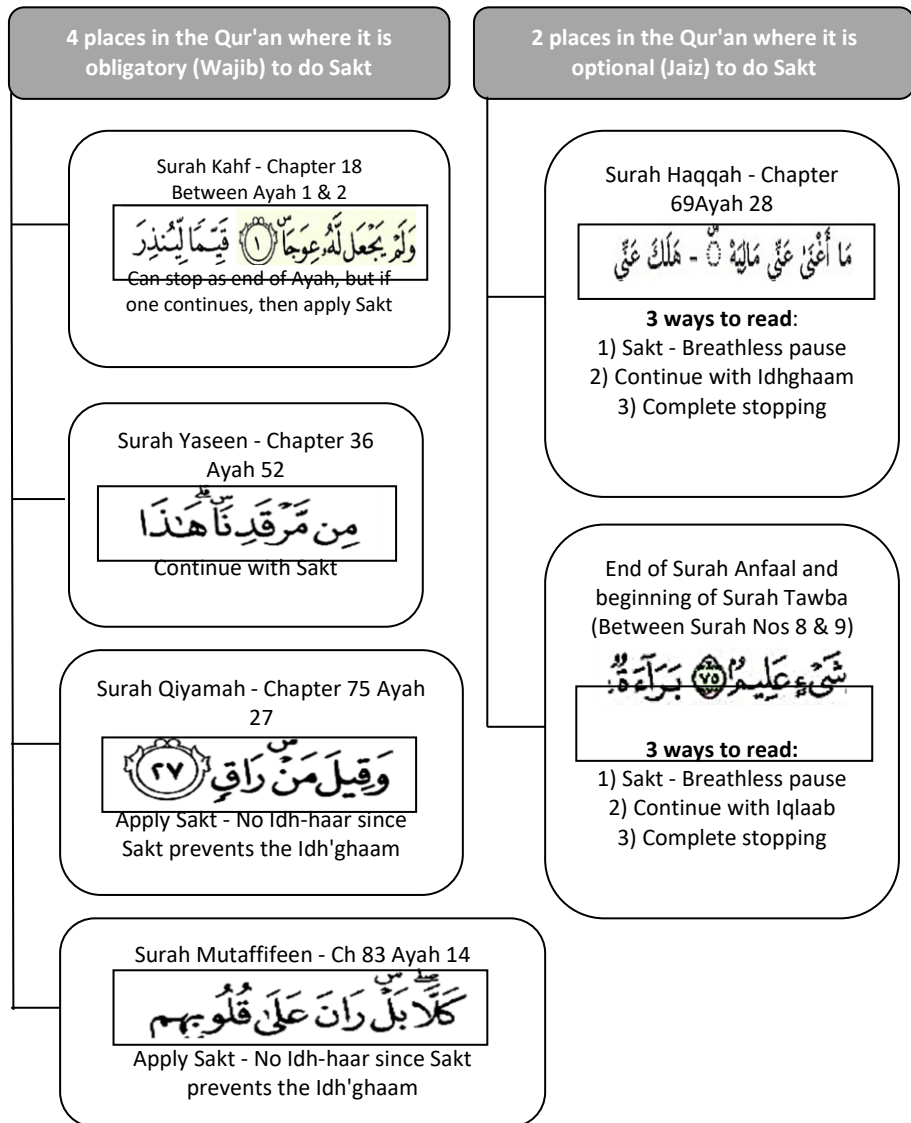 4 places in the Qur'an where it is
obligatory (Wajib) to do Sakt
Surah Kahf - Chapter 18
Between Ayah 1 & 2
وَلَمْ يَجْعَل لَّهُۥ عِوَجَاۜ ١ قَيِّمًا لِّيُنذِرَ
Can stop as end of Ayah, but if
one continues, then apply Sakt
Surah Yaseen - Chapter 36
Ayah 52
مِن مَّرْقَدِنَاۜۗ هَـٰذَا
Continue with Sakt
Surah Qiyamah - Chapter 75 Ayah
27
وَقِيلَ مَنْۜ رَاقٍ ٢٧
Apply Sakt - No Idh-haar since
Sakt prevents the Idh'ghaam
Surah Mutaffifeen - Ch 83 Ayah 14
كَلَّاۖ بَلْۜ رَانَ عَلَىٰ قُلُوبِهِم
Apply Sakt - No Idh-haar since Sakt
prevents the Idh'ghaam
2 places in the Qur'an where it is
optional (Jaiz) to do Sakt
Surah Haqqah - Chapter
69Ayah 28
مَا أَغْنَىٰ عَنِّي مَالِيَهْۜ - هَلَكَ عَنِّي
3 ways to read:
1) Sakt - Breathless pause
2) Continue with Idhghaam
3) Complete stopping
End of Surah Anfaal and
beginning of Surah Tawba
(Between Surah Nos 8 & 9)
شَىْءٍ عَلِيمٌۢ ٧٥ بَرَآءَةٌ
3 ways to read:
1) Sakt - Breathless pause
2) Continue with Iqlaab
3) Complete stopping